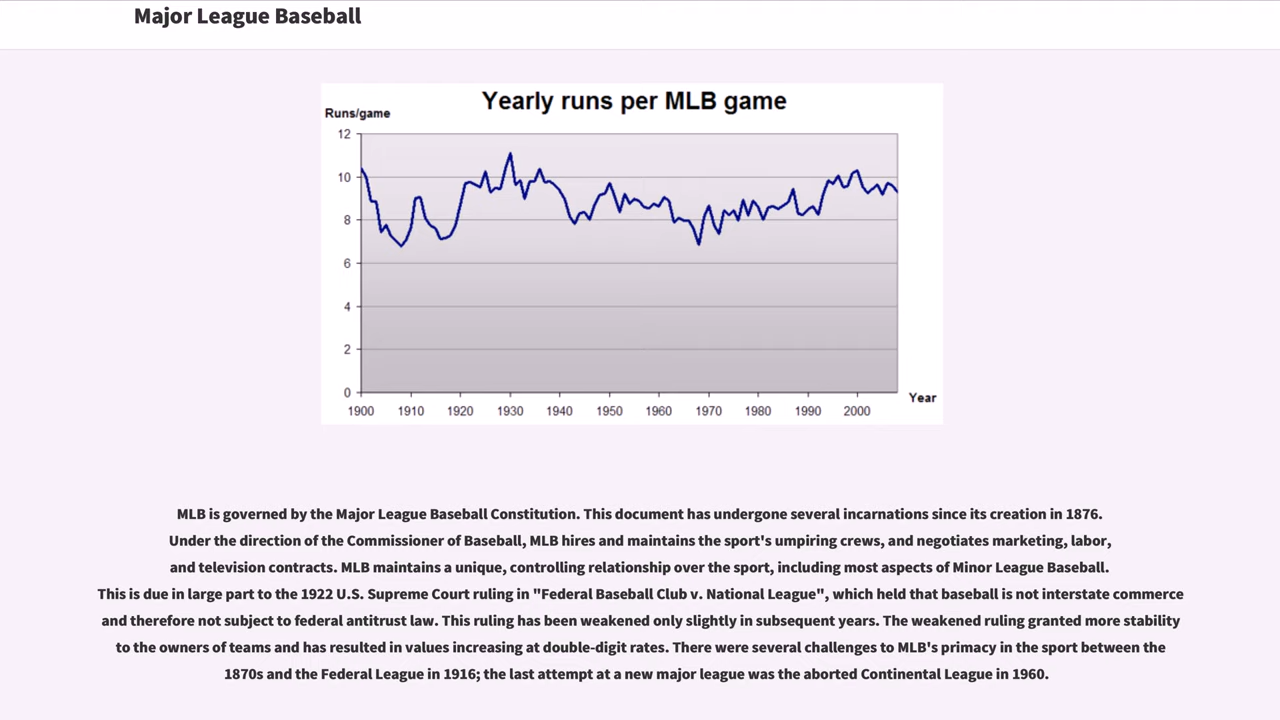 Major League Baseball
Yearly runs per MLB game
Runs/game
12
10
8
6
4
2
0
1900 1910 1920 1930 1940 1950 1960 1970 1980 1990 2000
Year
MLB is governed by the Major League Baseball Constitution. This document has undergone several incarnations since its creation in 1876.
Under the direction of the Commissioner of Baseball, MLB hires and maintains the sport's umpiring crews, and negotiates marketing, labor,
and television contracts. MLB maintains a unique, controlling relationship over the sport, including most aspects of Minor League Baseball.
This is due in large part to the 1922 U.S. Supreme Court ruling in "Federal Baseball Club v. National League", which held that baseball is not interstate commerce
and therefore not subject to federal antitrust law. This ruling has been weakened only slightly in subsequent years. The weakened ruling granted more stability
to the owners of teams and has resulted in values increasing at double-digit rates. There were several challenges to MLB's primacy in the sport between the
1870s and the Federal League in 1916; the last attempt at a new major league was the aborted Continental League in 1960.